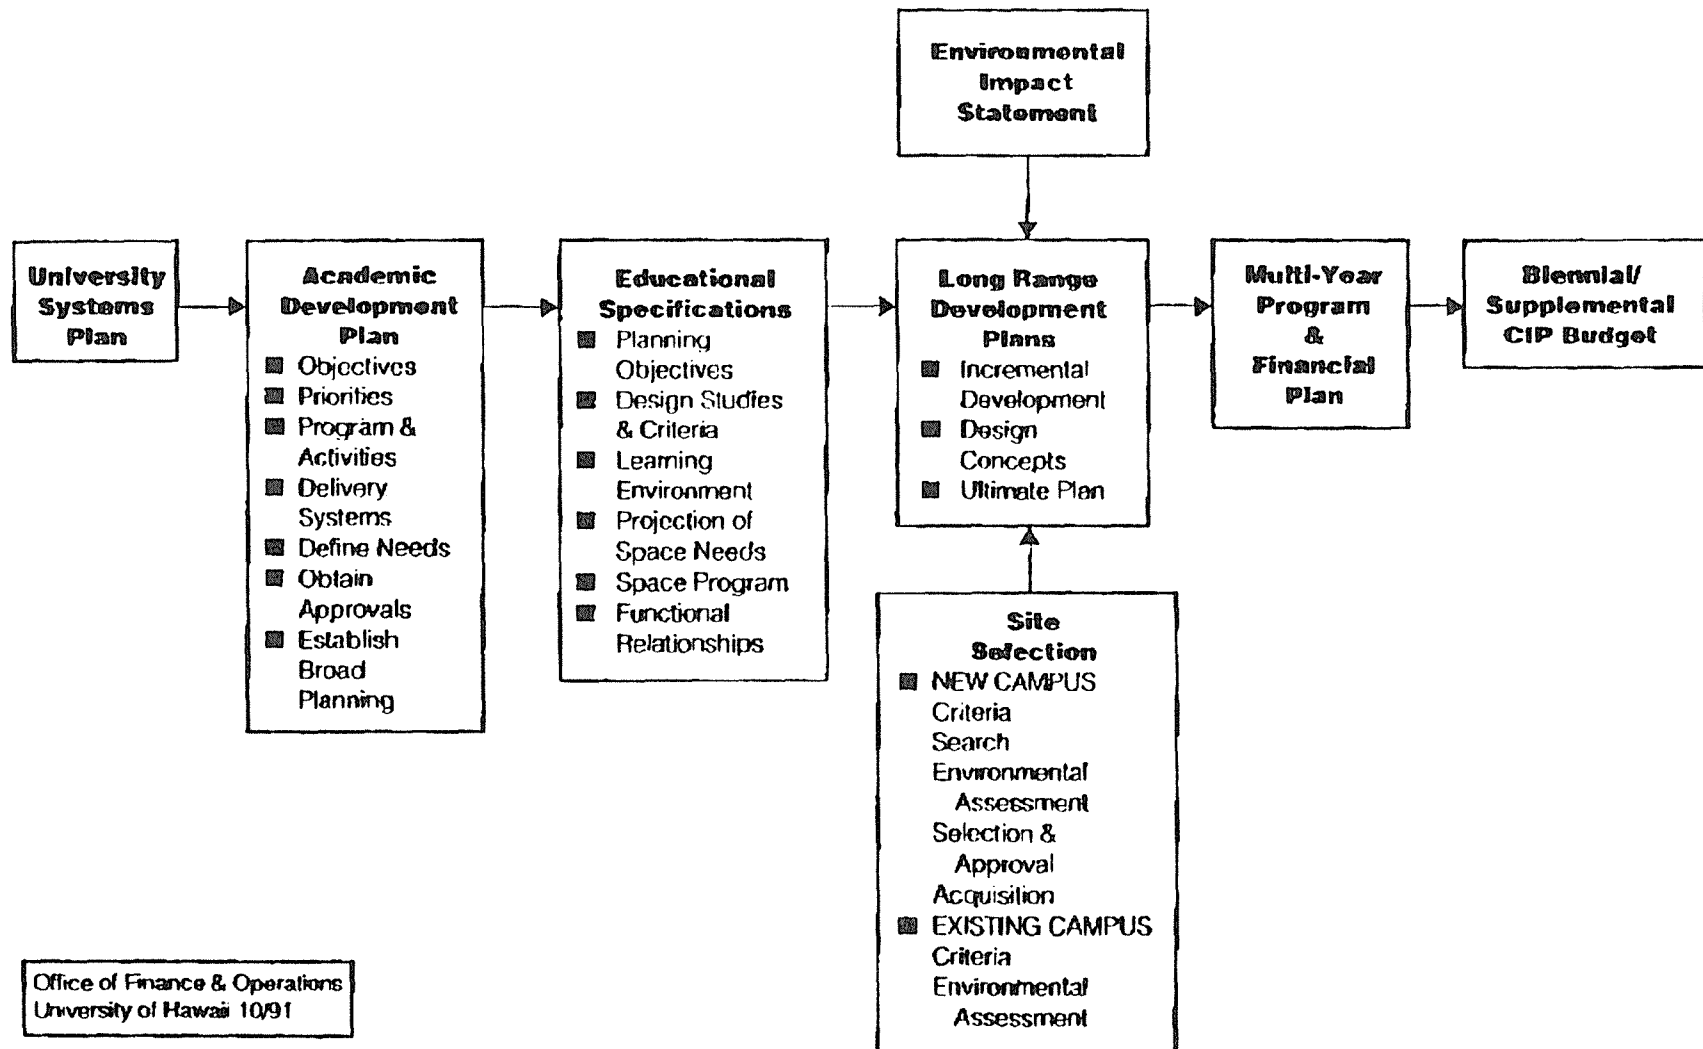 Environmental
Impact
Statement
University
Systems
Plan
Academic
Development
Plan
Objectives
Priorities
Program &
Activities
Delivery
Systems
Define Needs
Obtain
Approvals
Establish
Broad
Planning
Educational
Specifications
Planning
Objectives
Design Studies
& Criteria
Learning
Environment
Projection of
Space Needs
Space Program
Functional
Relationships
Long Range
Development
Plans
Incremental
Development
Design
Concepts
Ultimate Plan
Multi-Year
Program
&
Financial
Plan
Biennial/
Supplemental
CIP Budget
Site
Selection
NEW CAMPUS
Criteria
Search
Environmental
Assessment
Selection &
Approval
Acquisition
EXISTING CAMPUS
Criteria
Environmental
Assessment
Office of Finance & Operations
University of Hawaii 10/91